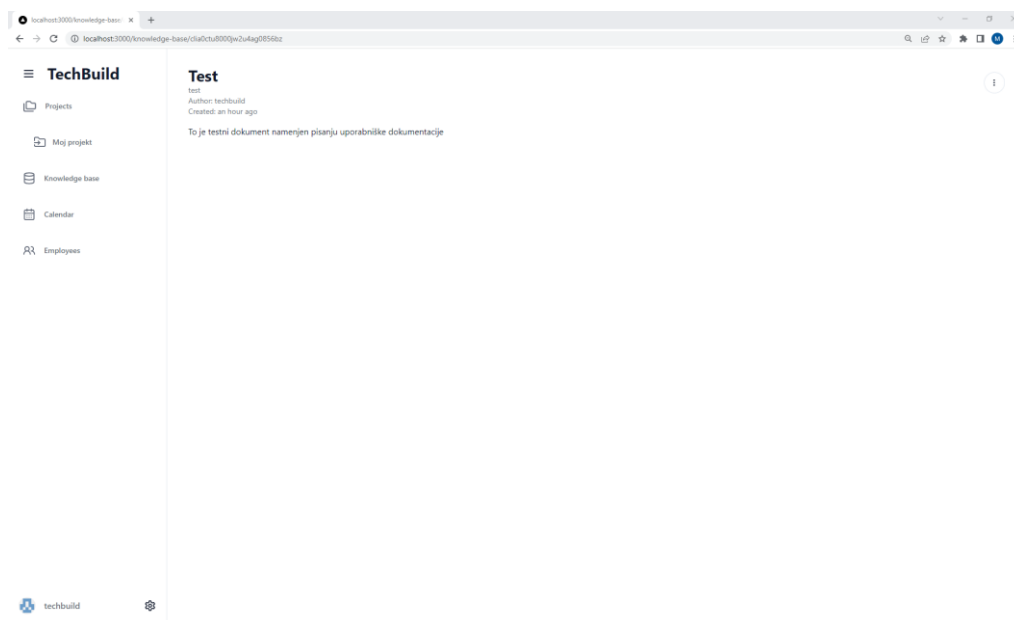 localhost:3000/knowledge-base/
localhost:3000/knowledge-base/clia0ctu8000jw2u4ag0856bz
M
TechBuild
Projects
Moj projekt
Knowledge base
Calendar
Employees
techbuild
Test
test
Author: techbuild
Created: an hour ago
To je testni dokument namenjen pisanju uporabniške dokumentacije